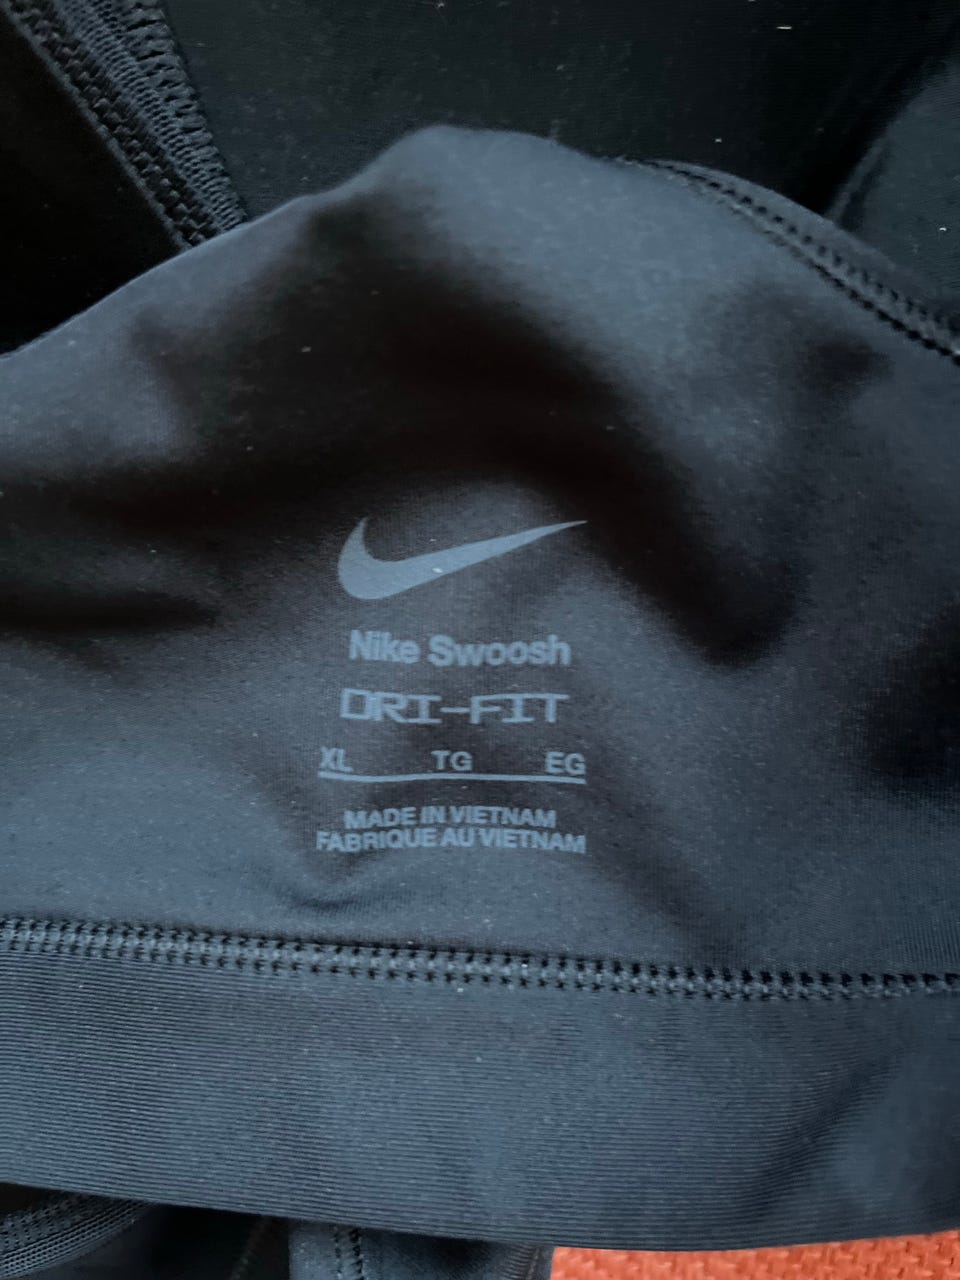 Nike Swoosh
DRI-FIT
XL TG EG
MADE IN VIETNAM
FABRIQUE AU VIETNAM